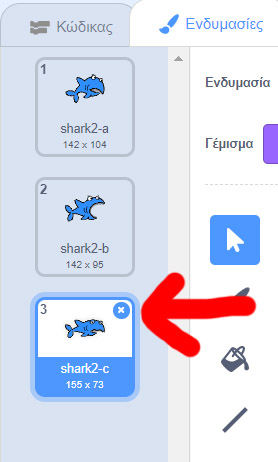 Κώδικας
Ενδυμασίες
1
shark2-a
142 x 104
2
shark2-b
142 x 95
3
shark2-c
155 x 73
Ενδυμασία
Γέμισμα